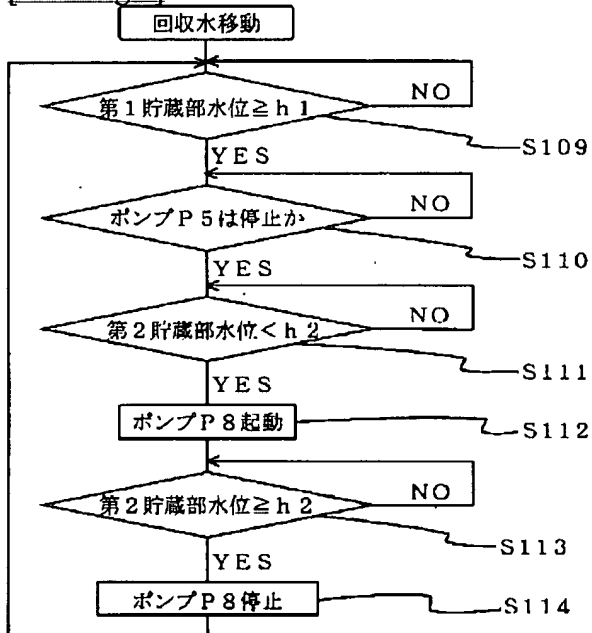 回収水移動
第1貯蔵部水位≧h1
NO
S109
YES
ポンプP5は停止か
NO
S110
YES
第2貯蔵部水位<h2
NO
S111
YES
ポンプP8起動
S112
第2貯蔵部水位≧h2
NO
S113
YES
ポンプP8停止
S114